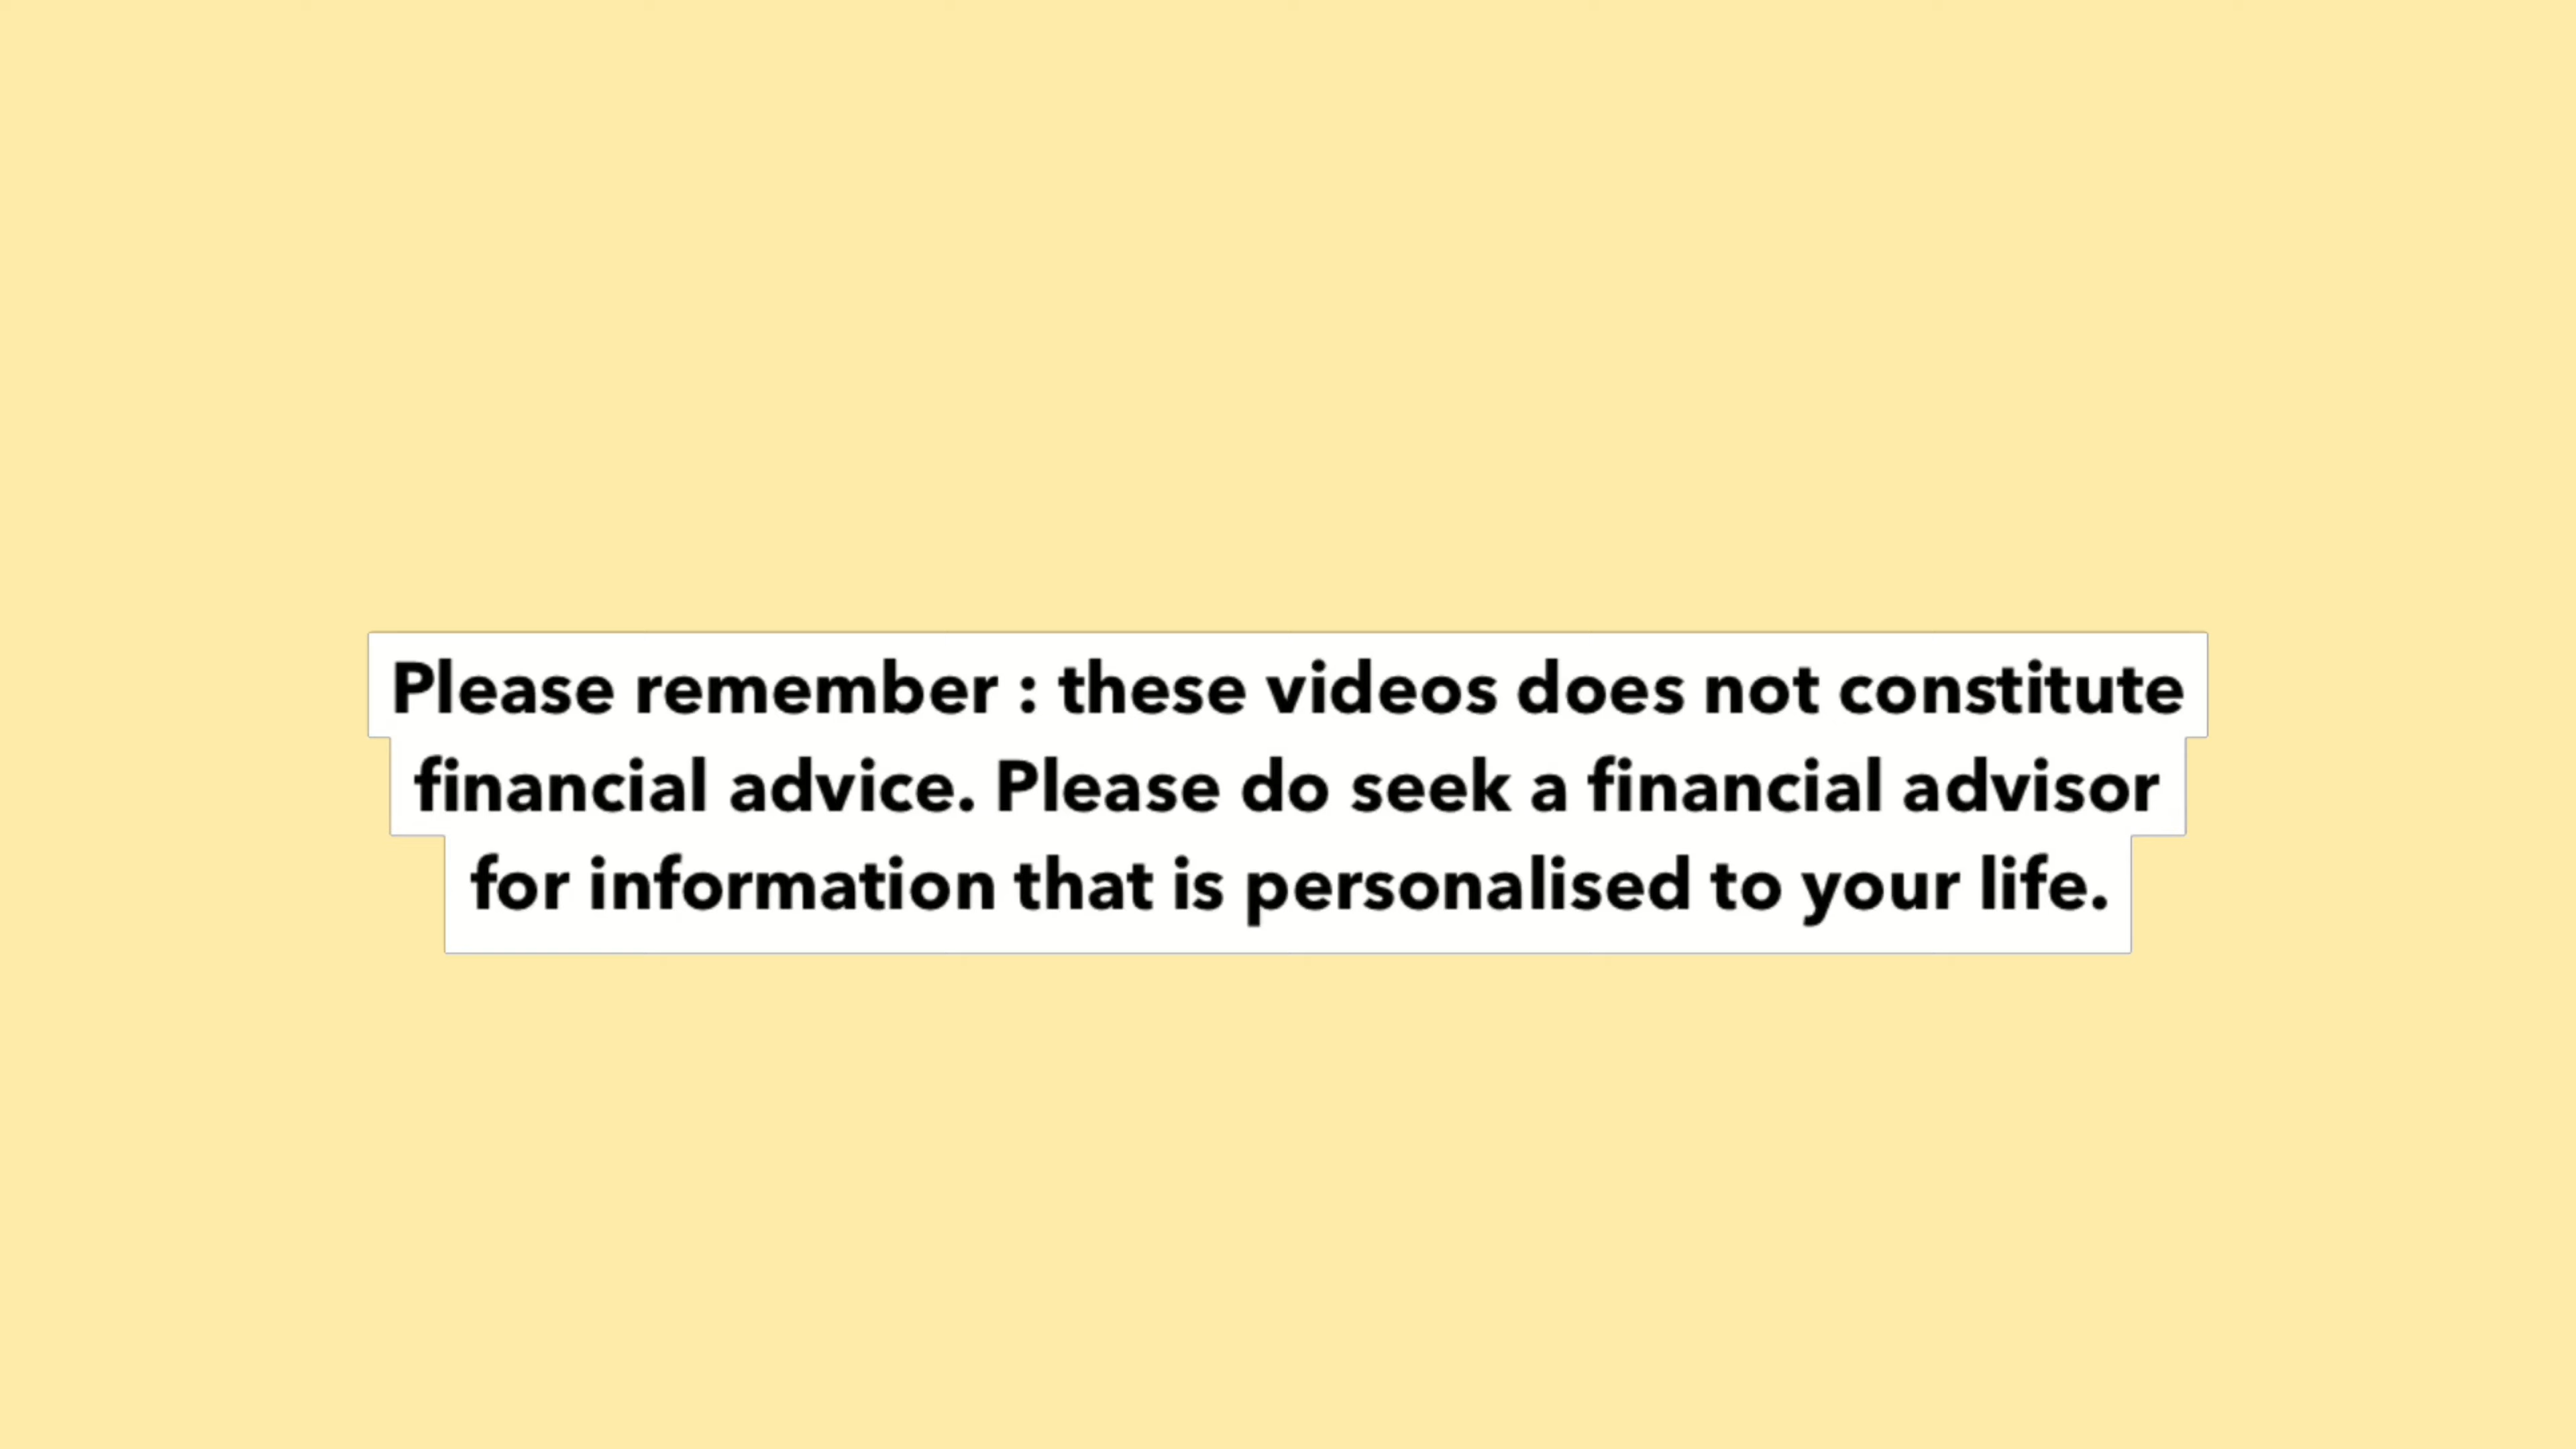 Please remember : these videos does not constitute
financial advice. Please do seek a financial advisor
for information that is personalised to your life.